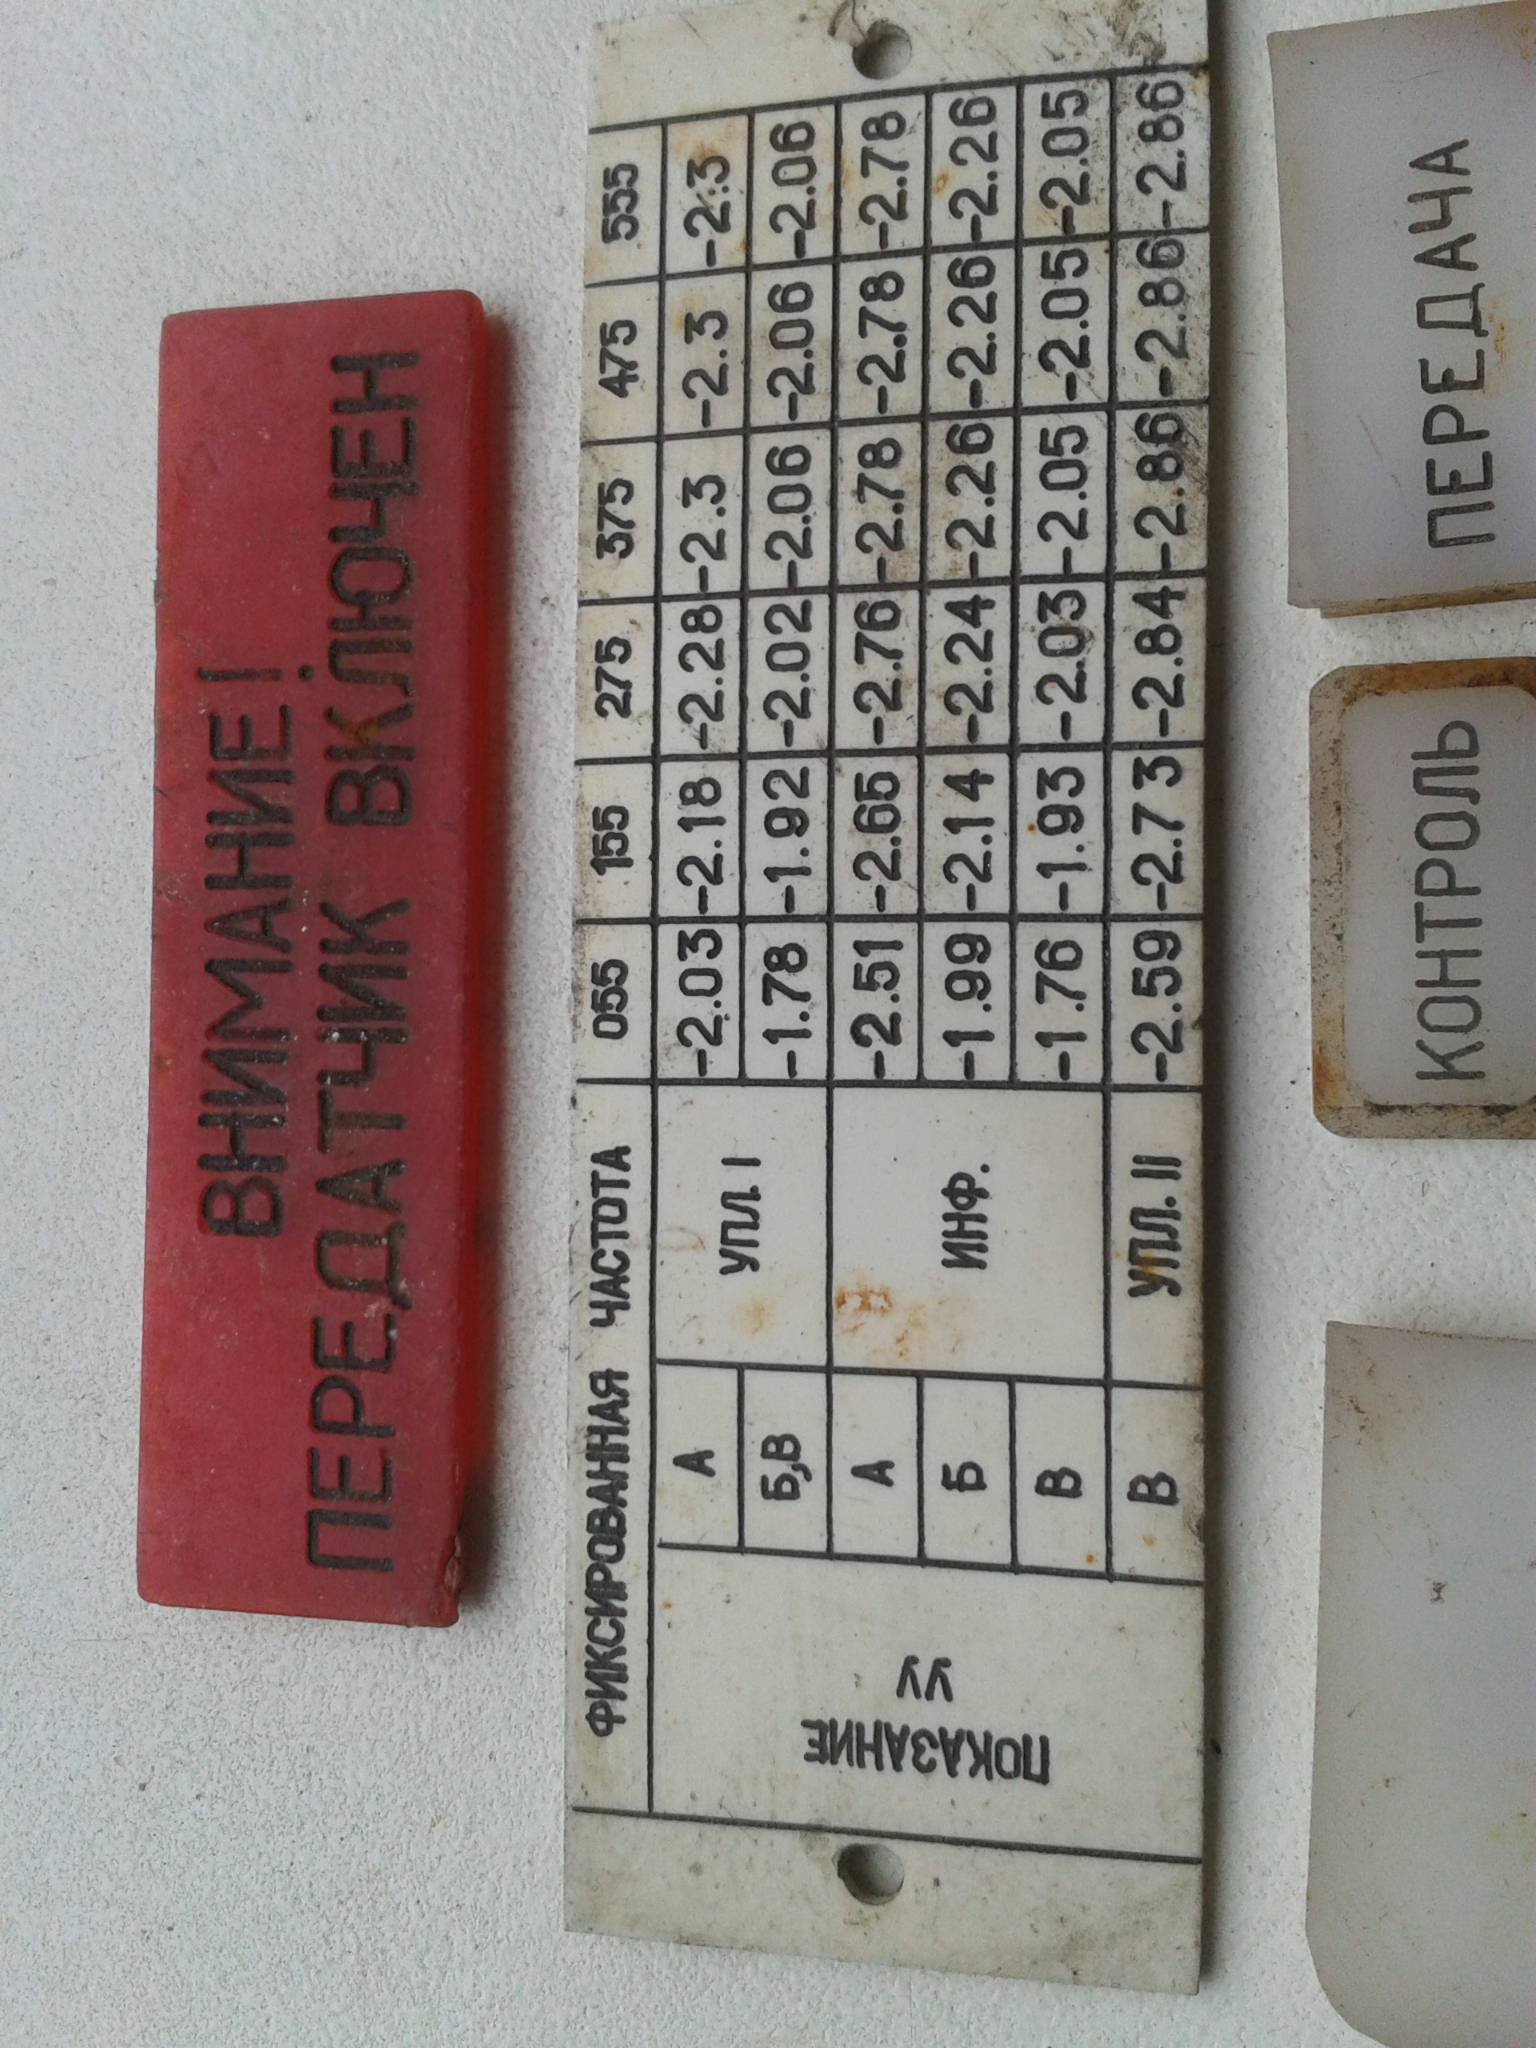 ВНИМАНИЕ!
ПЕРЕДАТЧИК ВКЛЮЧЕН
ФИКСИРОВАННАЯ ЧАСТОТА 055 155 275 375 475 555
ПОКАЗАНИЕ
УУ
А УПЛ. I -2.03 -2.18 -2.28 -2.3 -2.3 -2.3
Б,В -1.78 -1.92 -2.02 -2.06 -2.06 -2.06
А ИНФ. -2.51 -2.65 -2.76 -2.78 -2.78 -2.78
Б -1.99 -2.14 -2.24 -2.26 -2.26 -2.26
В -1.76 -1.93 -2.03 -2.05 -2.05 -2.05
В УПЛ. II -2.59 -2.73 -2.84 -2.86 -2.86 -2.86
КОНТРОЛЬ
ПЕРЕДАЧА